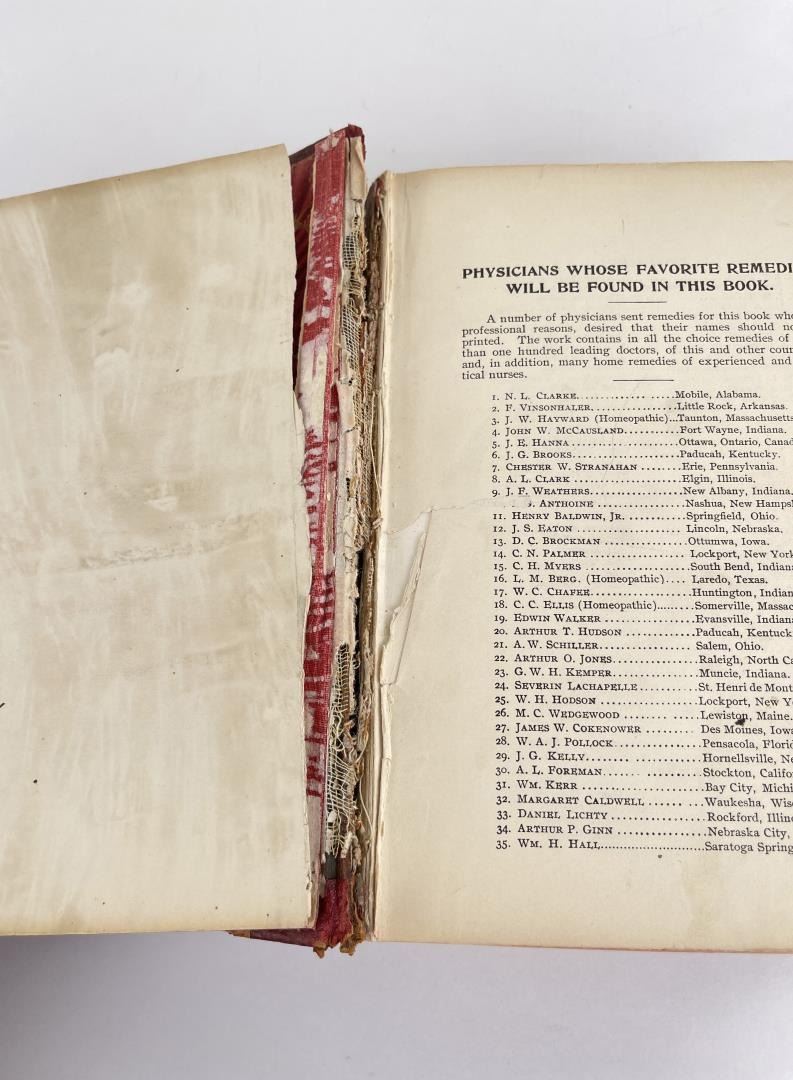 PHYSICIANS WHOSE FAVORITE REMEDI
WILL BE FOUND IN THIS BOOK.
A number of physicians sent remedies for this book who
professional reasons, desired that their names should no
printed. The work contains in all the choice remedies of
than one hundred leading doctors, of this and other coun
and, in addition, many home remedies of experienced and
tical nurses.
1. N. L. CLARKE.................Mobile, Alabama.
2. F. VINSONHALER................Little Rock, Arkansas.
3. J. W. HAYWARD (Homeopathic)...Taunton, Massachusetts
4. JOHN W. MCCAUSLAND...........Fort Wayne, Indiana.
5. J. E. HANNA....................Ottawa, Ontario, Canad
6. J. G. BROOKS....................Paducah, Kentucky.
7. CHESTER W. STRANAHAN........Erie, Pennsylvania.
8. A. L. CLARK....................Elgin, Illinois.
9. J. F. WEATHERS.................New Albany, Indiana.
ANTHOINE.................Nashua, New Hampsh
11. HENRY BALDWIN, JR. ..........Springfield, Ohio.
12. J. S. EATON ....................Lincoln, Nebraska.
13. D. C. BROCKMAN ...............Ottumwa, Iowa.
14. C. N. PALMER ..................Lockport, New York
15. C. H. MYERS ....................South Bend, Indian
16. L. M. BERG. (Homeopathic).... Laredo, Texas.
17. W. C. CHAFEE...................Huntington, Indian
18. C. C. ELLIS (Homeopathic)........Somerville, Massac
19. EDWIN WALKER .................Evansville, Indian
20. ARTHUR T. HUDSON .............Paducah, Kentuck
21. A. W. SCHILLER.................. Salem, Ohio.
22. ARTHUR O. JONES................Raleigh, North Ca
23. G. W. H. KEMPER................Muncie, Indiana.
24. SEVERIN LACHAPELLE............St. Henri de Mont
25. W. H. HODSON ..................Lockport, New Y
26. M. C. WEDGEWOOD ........ .....Lewiston, Maine.
27. JAMES W. COKENOWER ........ Des Moines, Iowa
28. W. A. J. POLLOCK................Pensacola, Florid
29. J. G. KELLY...... ...............Hornellsville, Ne
30. A. L. FOREMAN..................Stockton, Califor
31. WM. KERR .......................Bay City, Michi
32. MARGARET CALDWELL ...... ...Waukesha, Wisc
33. DANIEL LICHTY ..................Rockford, Illin
34. ARTHUR P. GINN .................Nebraska City,
35. WM. H. HALL..........................Saratoga Spring